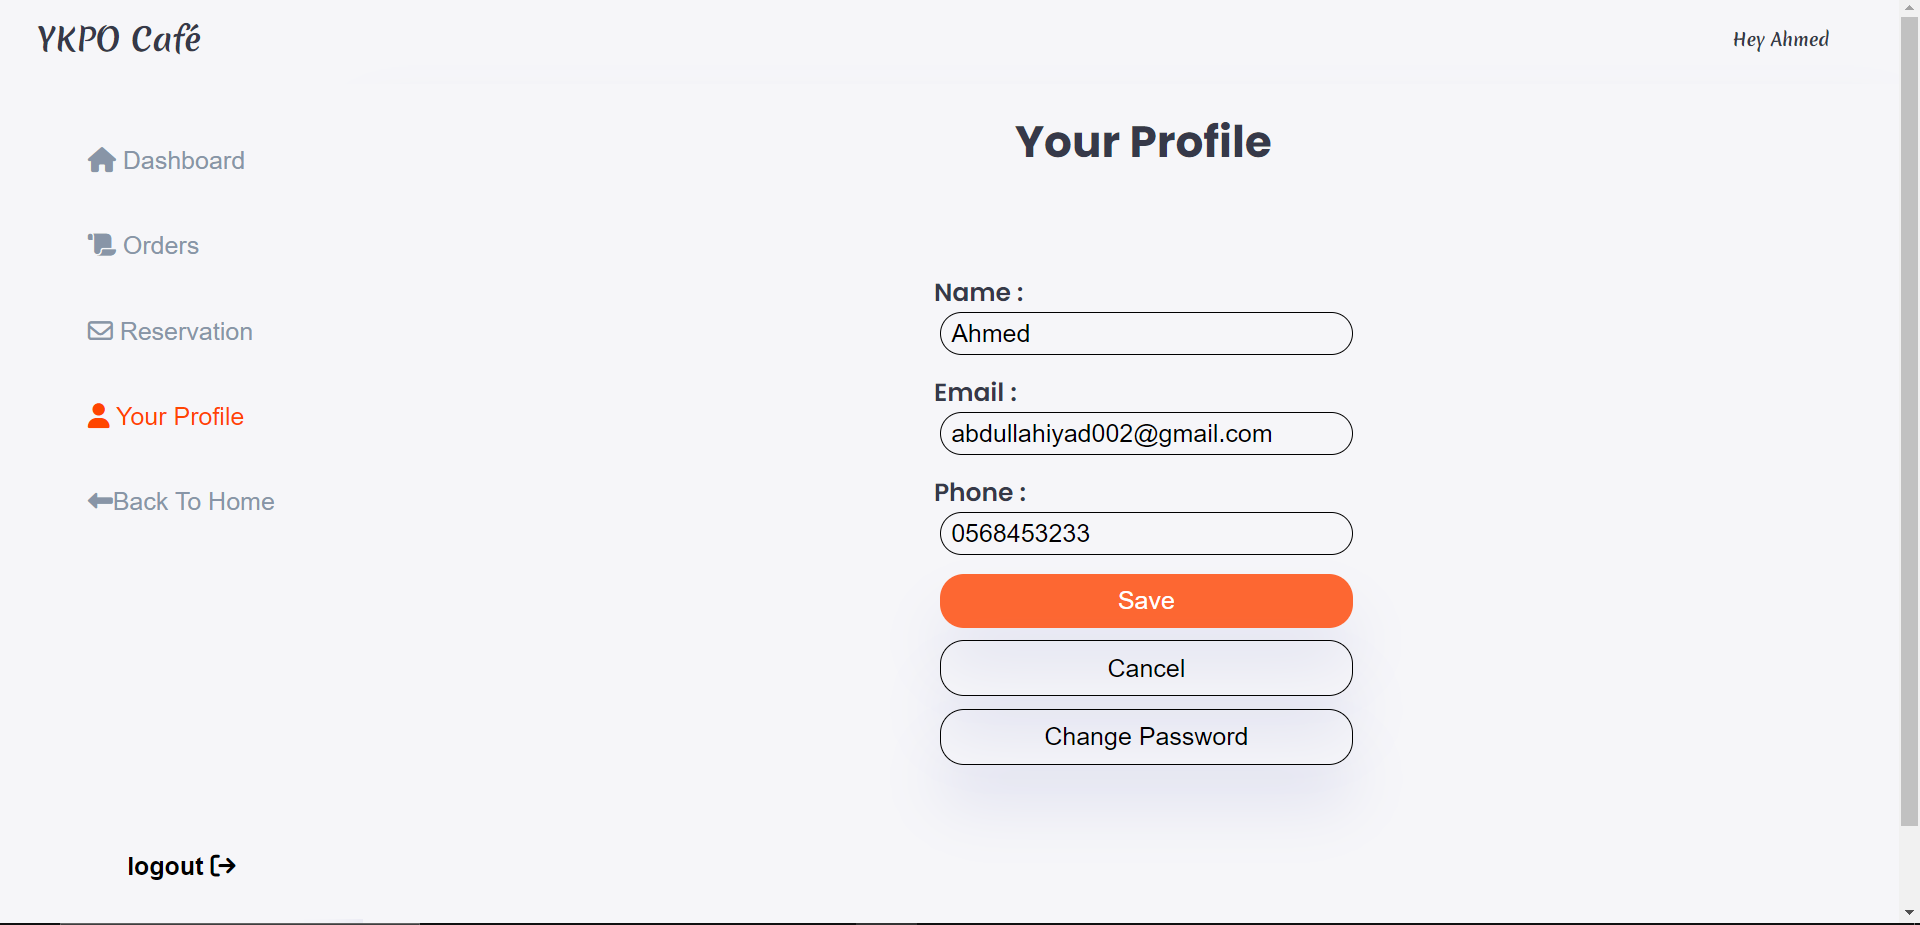 YKPO Café
Hey Ahmed
Dashboard
Orders
Reservation
Your Profile
Back To Home
logout
Your Profile
Name :
Ahmed
Email :
abdullahiyad002@gmail.com
Phone :
0568453233
Save
Cancel
Change Password